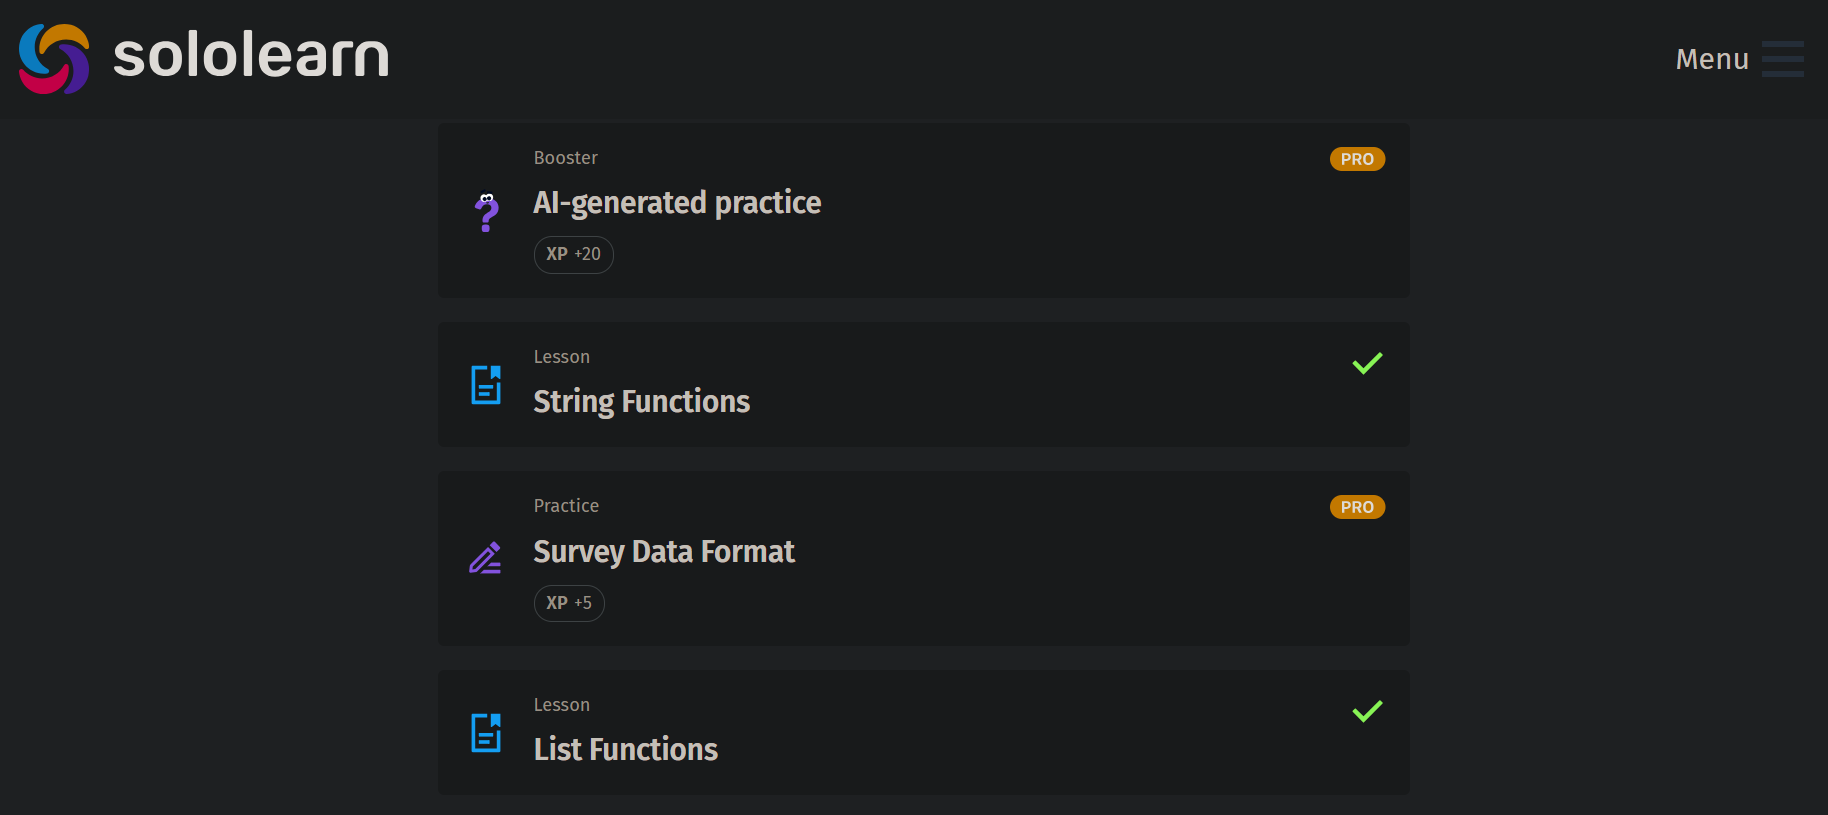 sololearn
Menu
Booster
PRO
AI-generated practice
XP +20
Lesson
String Functions
Practice
PRO
Survey Data Format
XP +5
Lesson
List Functions